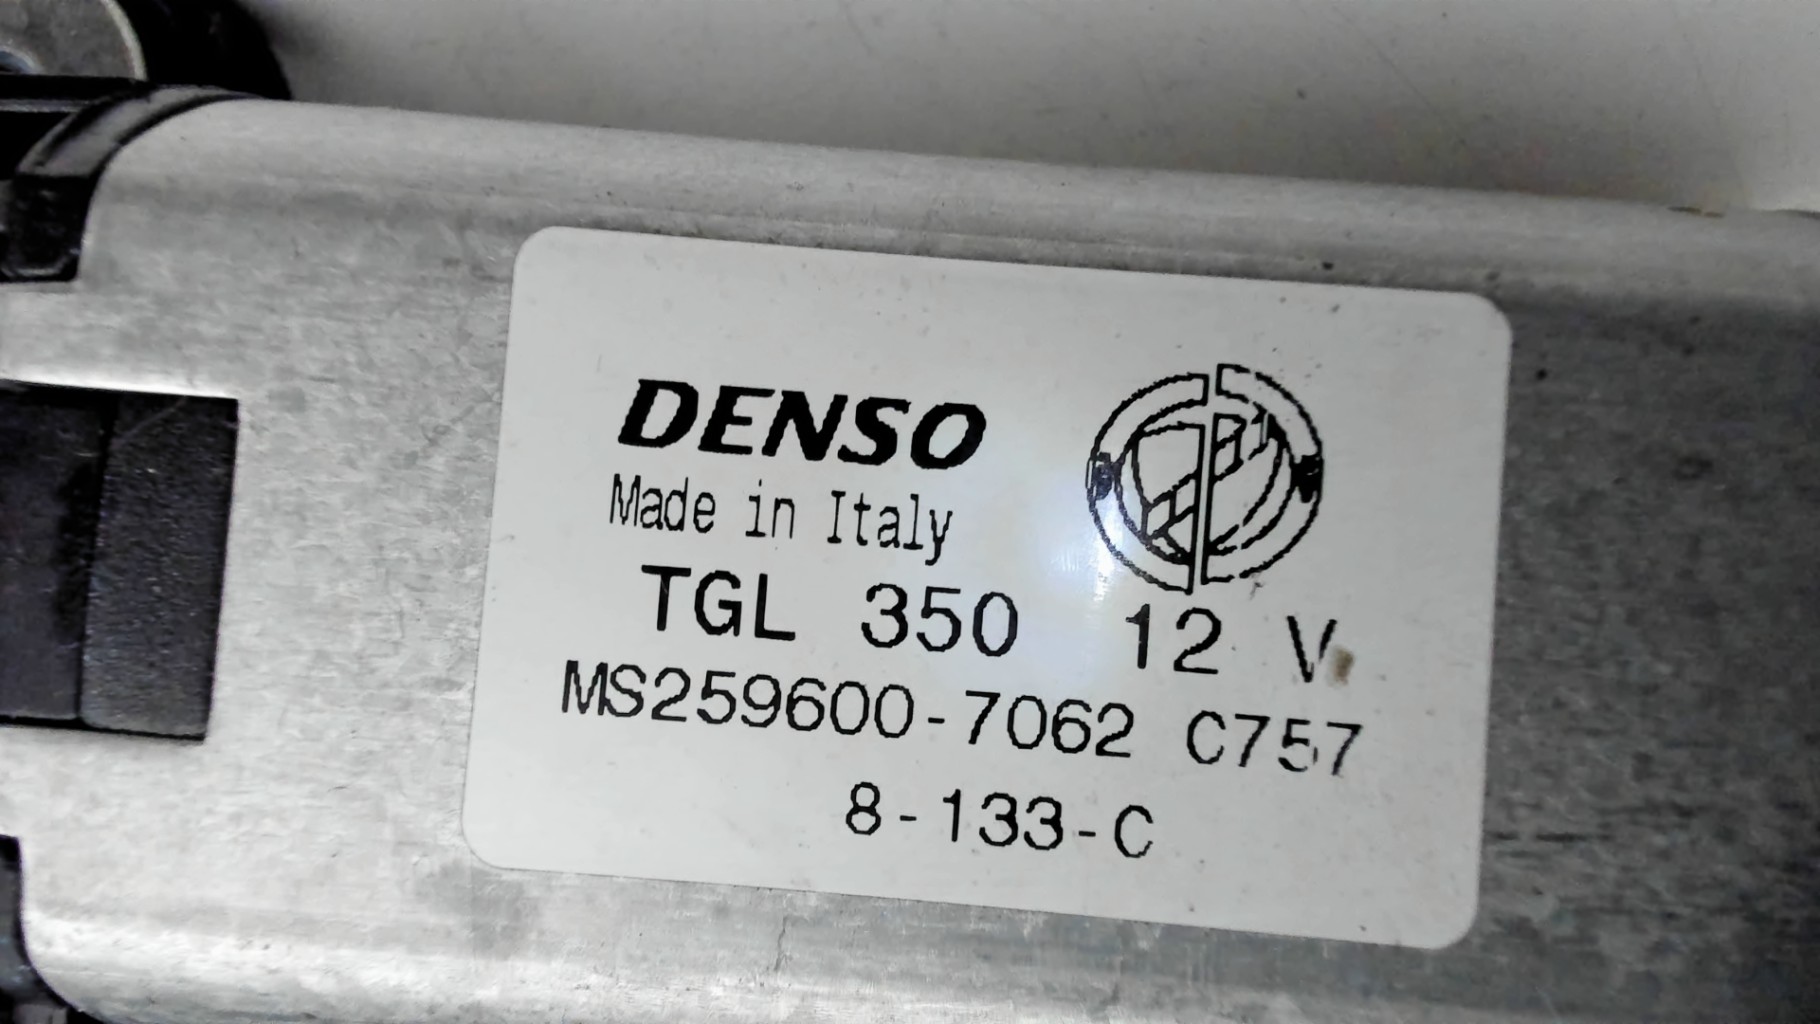 DENSO
Made in Italy
TGL 350 12 V
MS259600-7062 C757
8-133-C